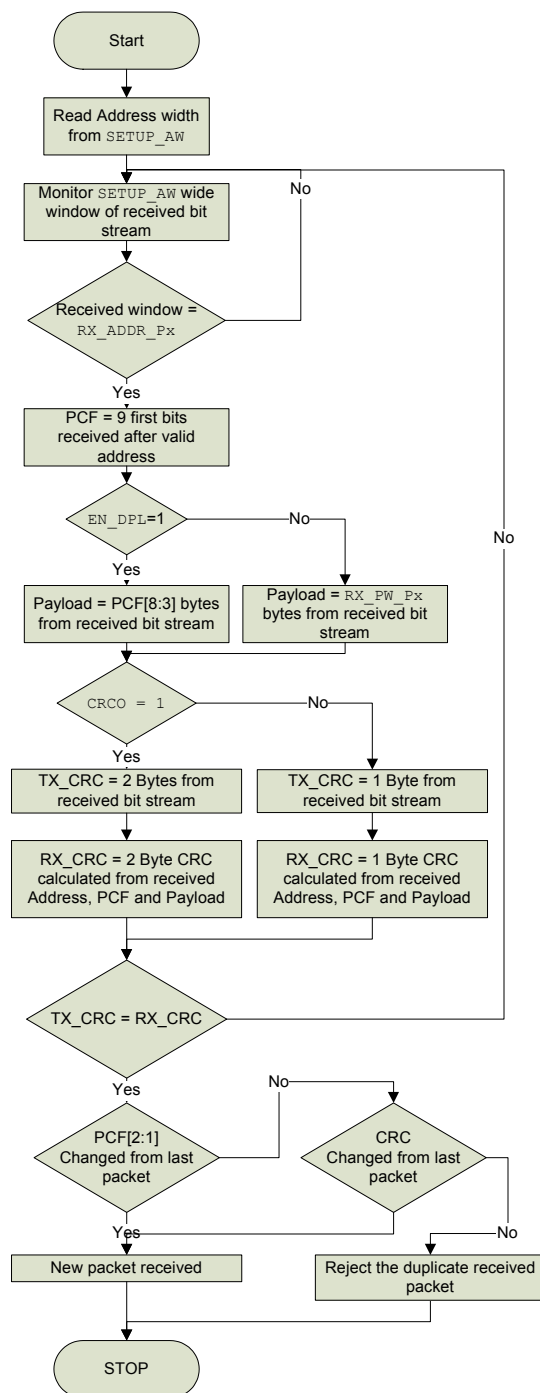 Start
Read Address width
from SETUP_AW
No
Monitor SETUP_AW wide
window of received bit
stream
Received window =
RX_ADDR_Px
Yes
PCF = 9 first bits
received after valid
address
No
EN_DPL=1
No
Yes
Payload = PCF[8:3] bytes
from received bit stream
Payload = RX_PW_Px
bytes from received bit
stream
CRCO = 1
No
Yes
TX_CRC = 2 Bytes from
received bit stream
TX_CRC = 1 Byte from
received bit stream
RX_CRC = 2 Byte CRC
calculated from received
Address, PCF and Payload
RX_CRC = 1 Byte CRC
calculated from received
Address, PCF and Payload
TX_CRC = RX_CRC
Yes
No
PCF[2:1]
Changed from last
packet
CRC
Changed from last
packet
Yes
No
New packet received
Reject the duplicate received
packet
STOP